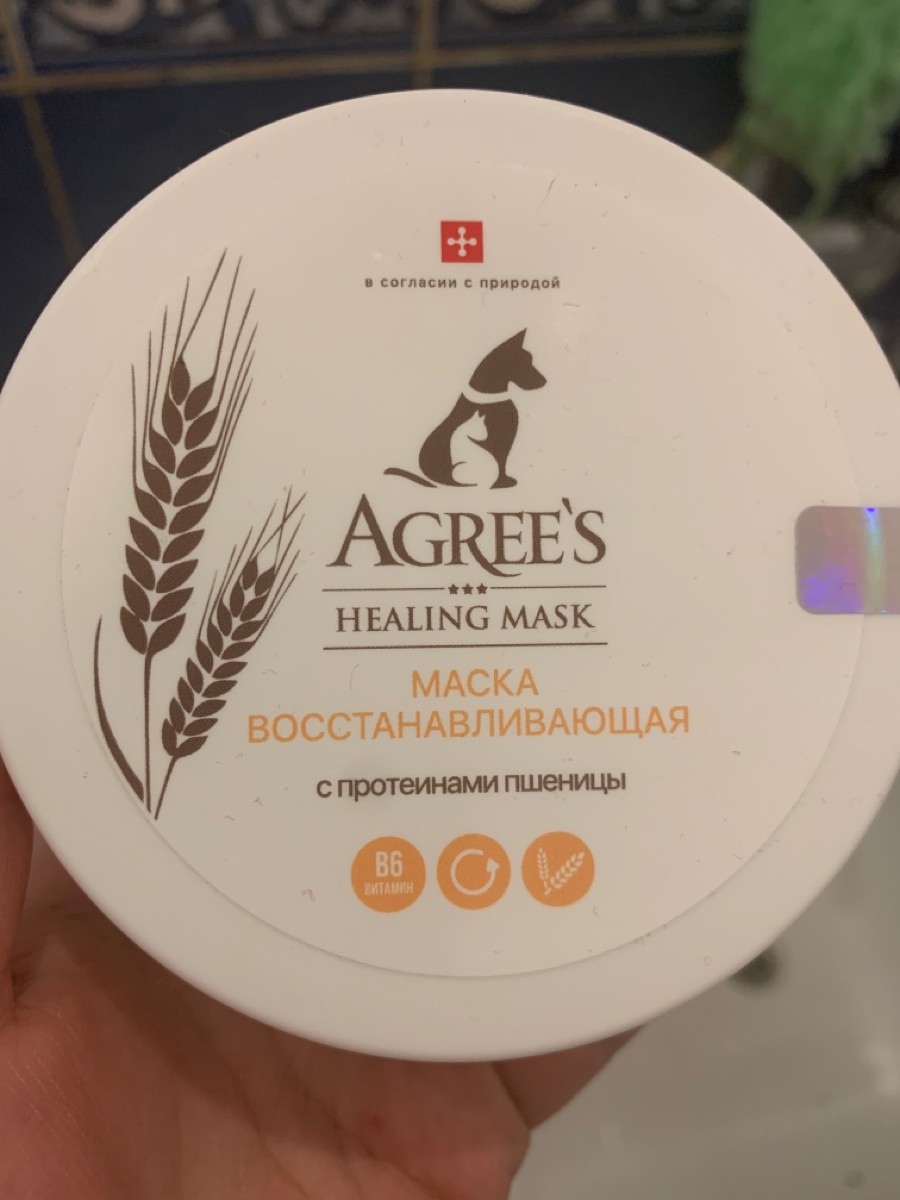 в согласии с природой
AGREE`S
HEALING MASK
МАСКА
ВОССТАНАВЛИВАЮЩАЯ
с протеинами пшеницы
B6
ВИТАМИН